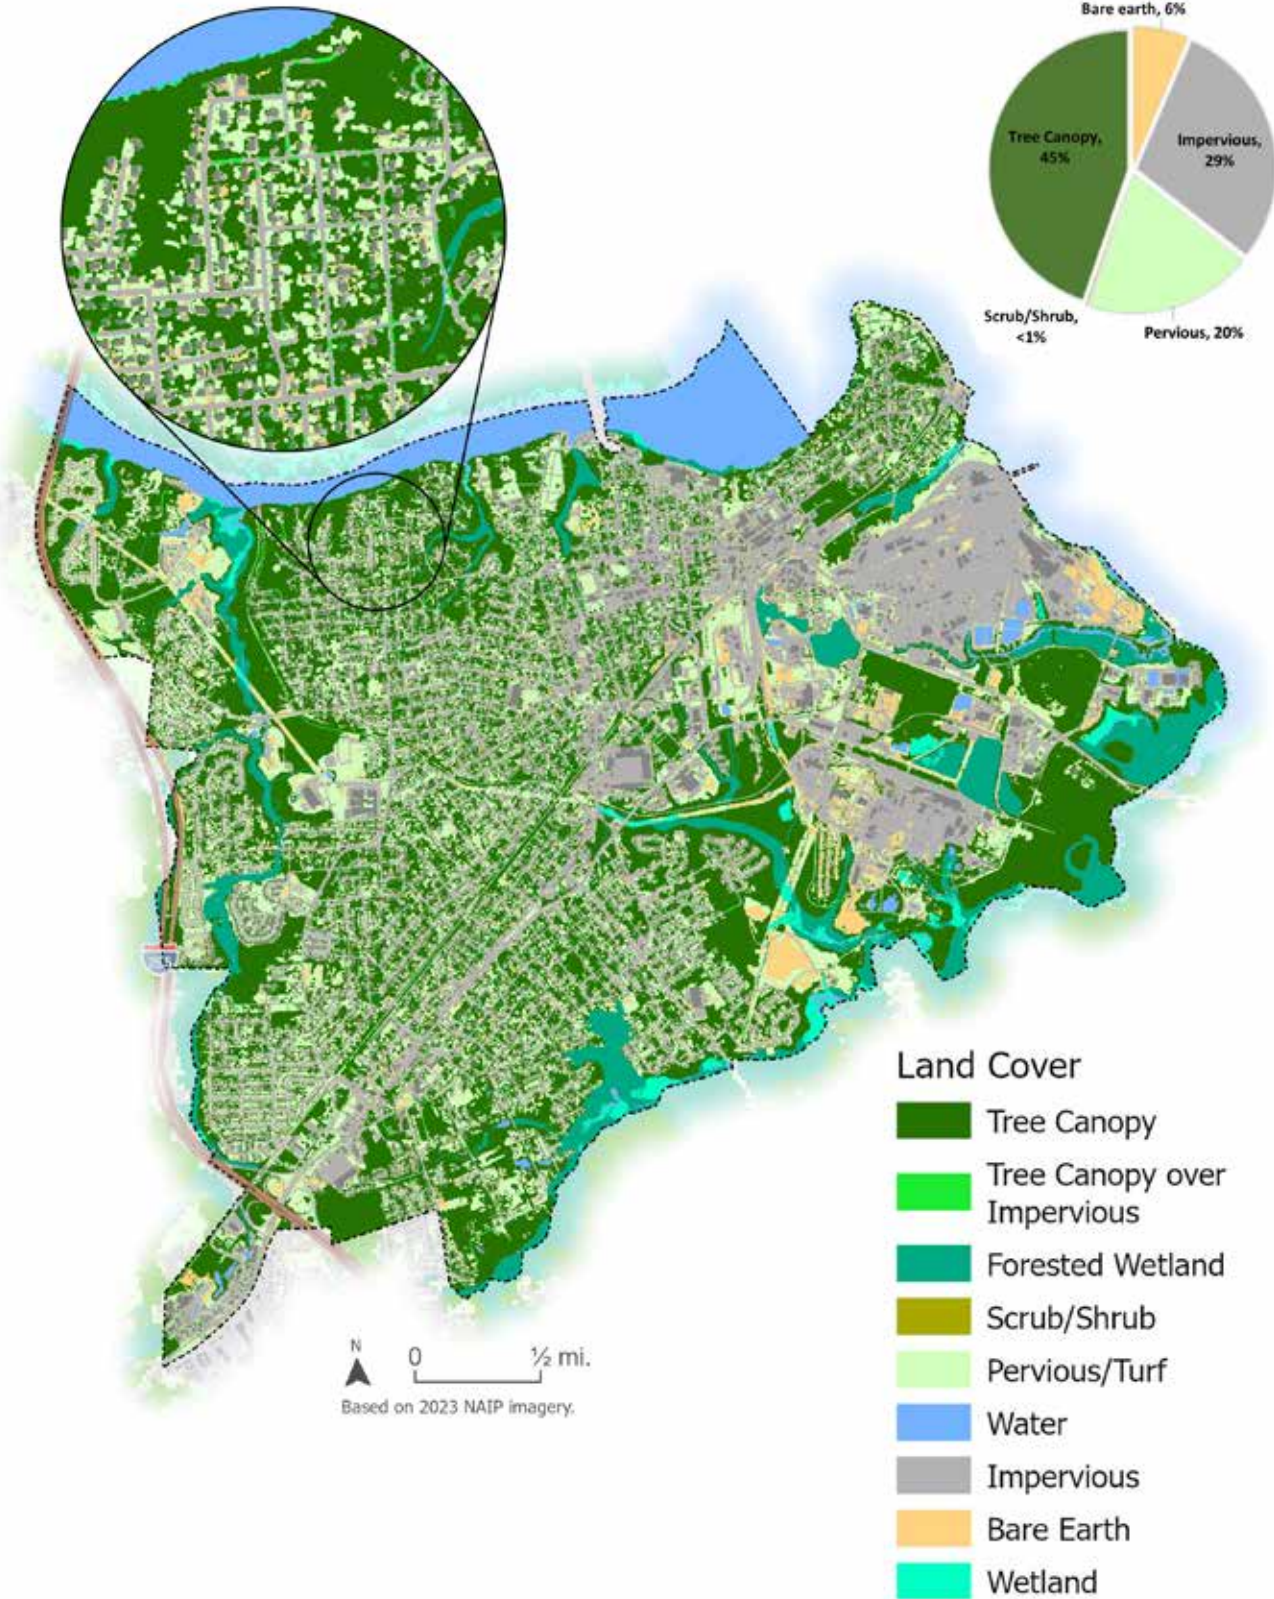 Bare earth, 6%
Tree Canopy,
45%
Impervious,
29%
Scrub/Shrub,
<1%
Pervious, 20%
Land Cover
Tree Canopy
Tree Canopy over
Impervious
Forested Wetland
Scrub/Shrub
Pervious/Turf
Water
Impervious
Bare Earth
Wetland
N
0
½ mi.
Based on 2023 NAIP imagery.